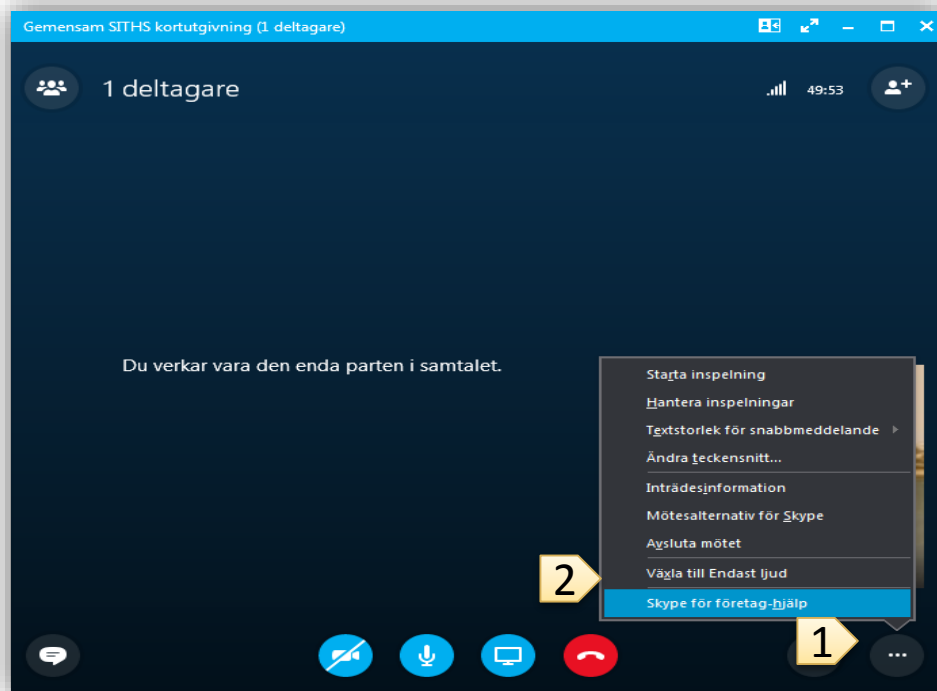 Gemensam SITHS kortutgivning (1 deltagare)
1 deltagare
49:53
Du verkar vara den enda parten i samtalet.
Starta inspelning
Hantera inspelningar
Textstorlek för snabbmeddelande
Ändra teckensnitt...
Inträdesinformation
Mötesalternativ för Skype
Avsluta mötet
Växla till Endast ljud
2
Skype för företag-hjälp
1